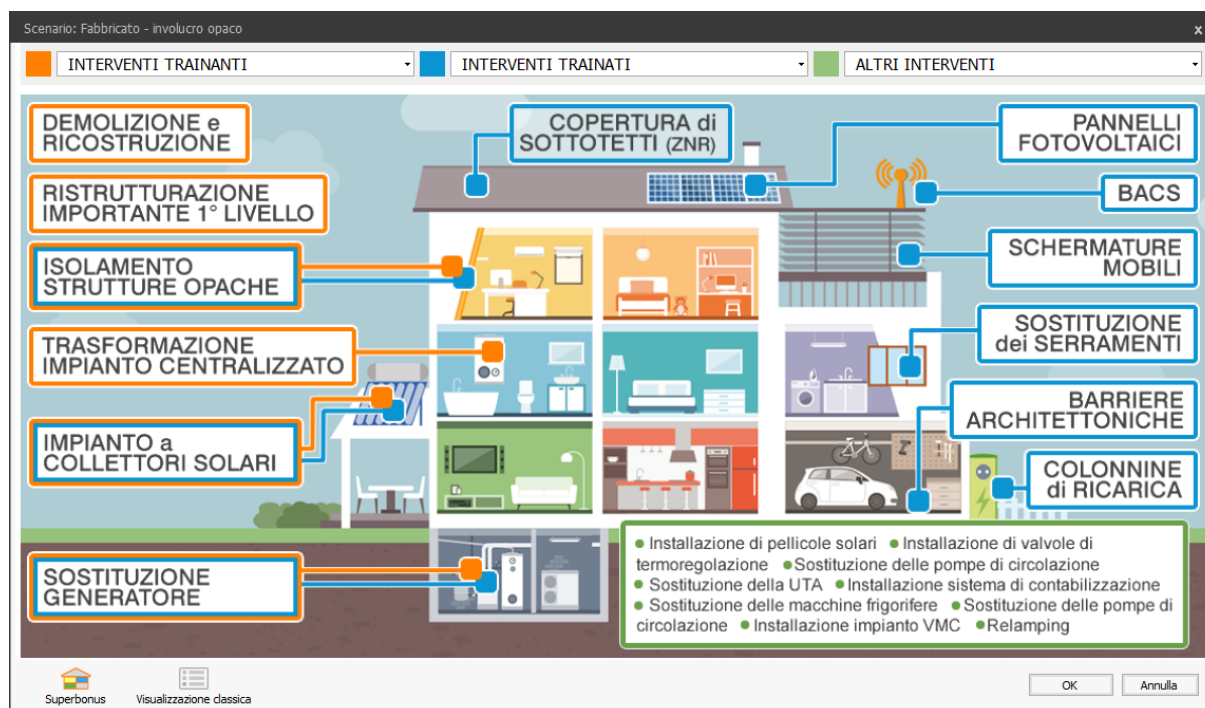 Scenario: Fabbricato - involucro opaco
x
INTERVENTI TRAINANTI
INTERVENTI TRAINATI
ALTRI INTERVENTI
DEMOLIZIONE e
RICOSTRUZIONE
RISTRUTTURAZIONE
IMPORTANTE 1° LIVELLO
ISOLAMENTO
STRUTTURE OPACHE
TRASFORMAZIONE
IMPIANTO CENTRALIZZATO
IMPIANTO a
COLLETTORI SOLARI
SOSTITUZIONE
GENERATORE
COPERTURA di
SOTTOTETTI (ZNR)
PANNELLI
FOTOVOLTAICI
BACS
SCHERMATURE
MOBILI
SOSTITUZIONE
dei SERRAMENTI
BARRIERE
ARCHITETTONICHE
COLONNINE
di RICARICA
• Installazione di pellicole solari • Installazione di valvole di
termoregolazione • Sostituzione delle pompe di circolazione
• Sostituzione della UTA • Installazione sistema di contabilizzazione
• Sostituzione delle macchine frigorifere • Sostituzione delle pompe di
circolazione • Installazione impianto VMC • Relamping
Superbonus
Visualizzazione classica
OK
Annulla